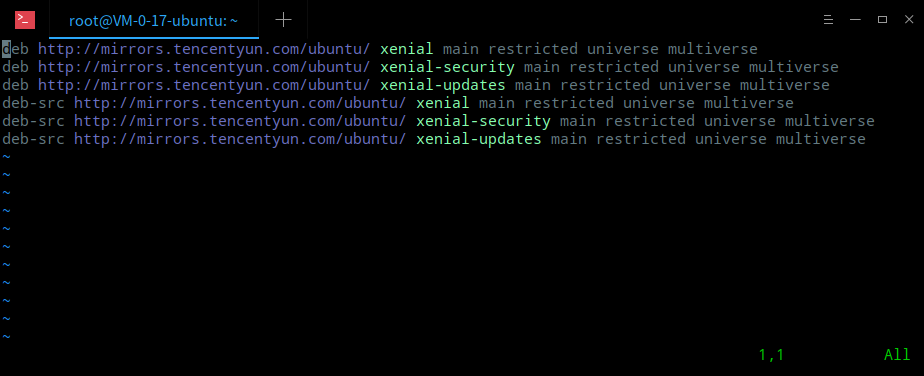 root@VM-0-17-ubuntu: ~
deb http://mirrors.tencentyun.com/ubuntu/ xenial main restricted universe multiverse
deb http://mirrors.tencentyun.com/ubuntu/ xenial-security main restricted universe multiverse
deb http://mirrors.tencentyun.com/ubuntu/ xenial-updates main restricted universe multiverse
deb-src http://mirrors.tencentyun.com/ubuntu/ xenial main restricted universe multiverse
deb-src http://mirrors.tencentyun.com/ubuntu/ xenial-security main restricted universe multiverse
deb-src http://mirrors.tencentyun.com/ubuntu/ xenial-updates main restricted universe multiverse
~
~
~
~
~
~
~
~
~
~
~
1,1 All